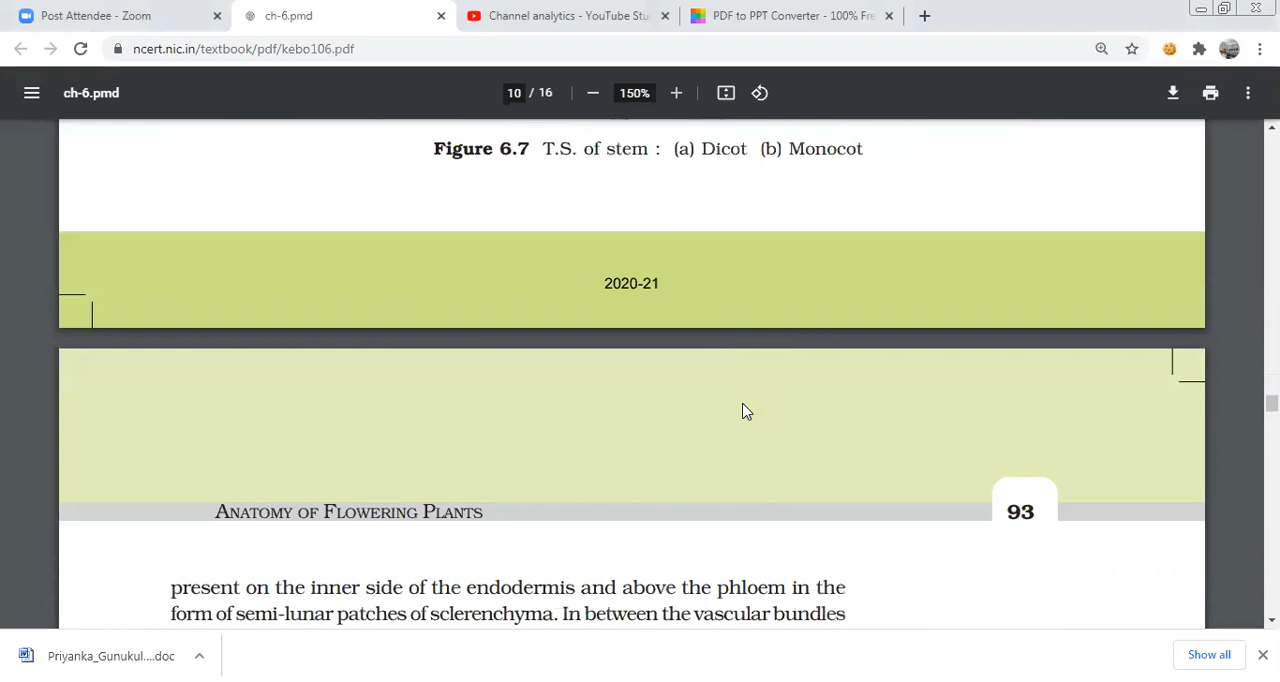 Post Attendee - Zoom
ch-6.pmd
Channel analytics - YouTube Stu
PDF to PPT Converter - 100% Fre
ncert.nic.in/textbook/pdf/kebo106.pdf
ch-6.pmd
10 / 16
150%
Figure 6.7 T.S. of stem : (a) Dicot (b) Monocot
2020-21
ANATOMY OF FLOWERING PLANTS
93
present on the inner side of the endodermis and above the phloem in the
form of semi-lunar patches of sclerenchyma. In between the vascular bundles
Priyanka_Gunukul....doc
Show all